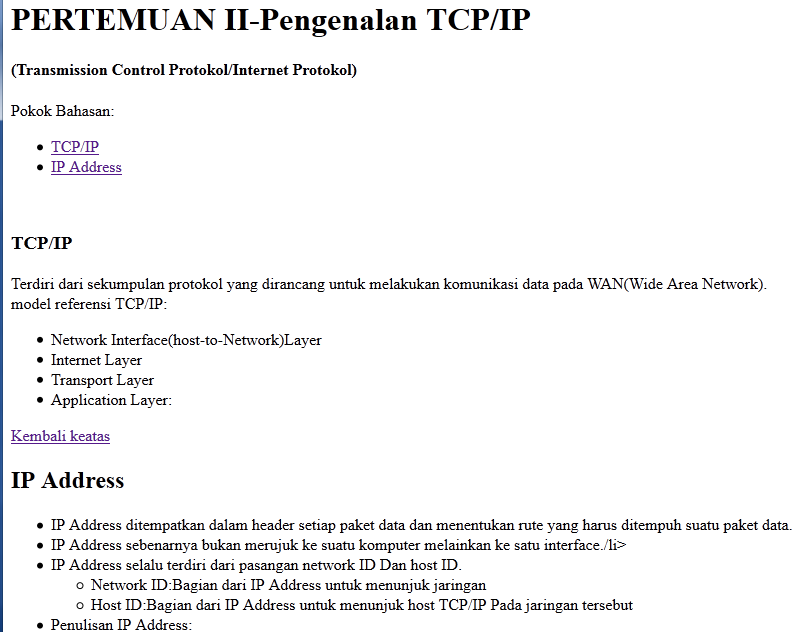 PERTEMUAN II-Pengenalan TCP/IP
(Transmission Control Protokol/Internet Protokol)
Pokok Bahasan:
TCP/IP
IP Address
TCP/IP
Terdiri dari sekumpulan protokol yang dirancang untuk melakukan komunikasi data pada WAN(Wide Area Network).
model referensi TCP/IP:
Network Interface(host-to-Network)Layer
Internet Layer
Transport Layer
Application Layer:
Kembali keatas
IP Address
IP Address ditempatkan dalam header setiap paket data dan menentukan rute yang harus ditempuh suatu paket data.
IP Address sebenarnya bukan merujuk ke suatu komputer melainkan ke satu interface./li>
IP Address selalu terdiri dari pasangan network ID Dan host ID.
Network ID:Bagian dari IP Address untuk menunjuk jaringan
Host ID:Bagian dari IP Address untuk menunjuk host TCP/IP Pada jaringan tersebut
Penulisan IP Address: